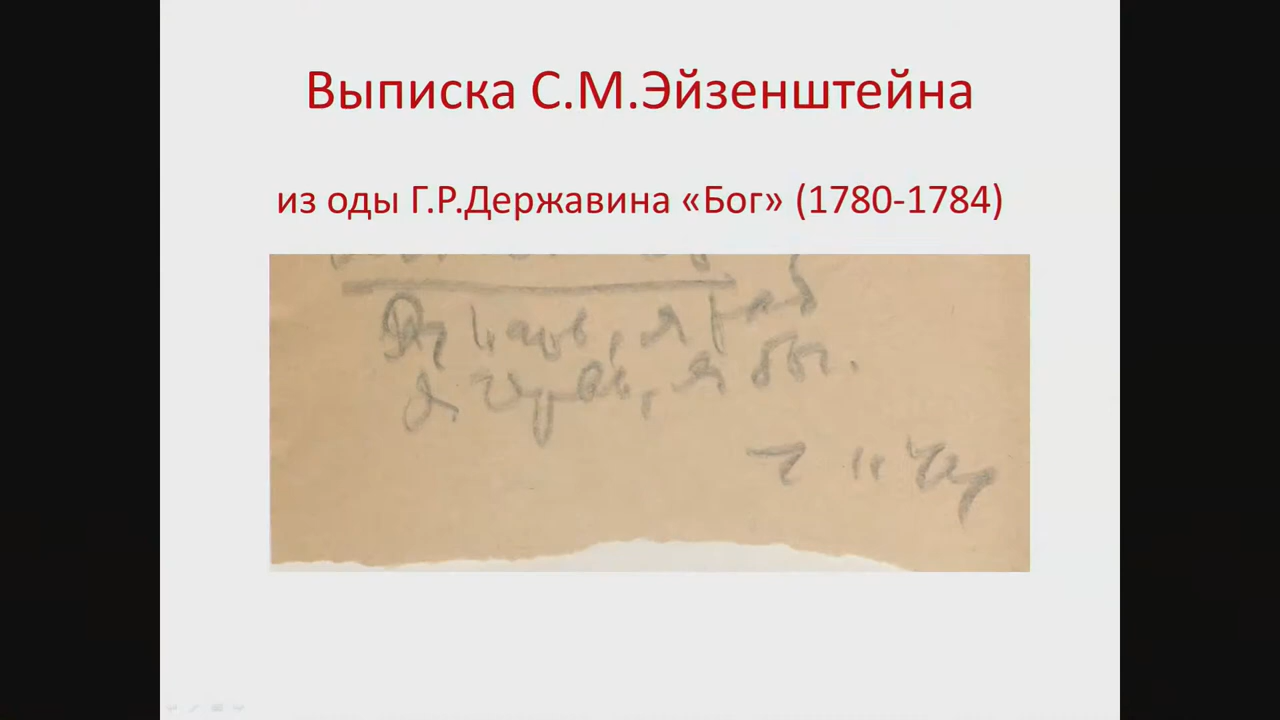 Выписка С.М.Эйзенштейна
из оды Г.Р.Державина «Бог» (1780-1784)
Я царь, я раб
Я червь, я бог.